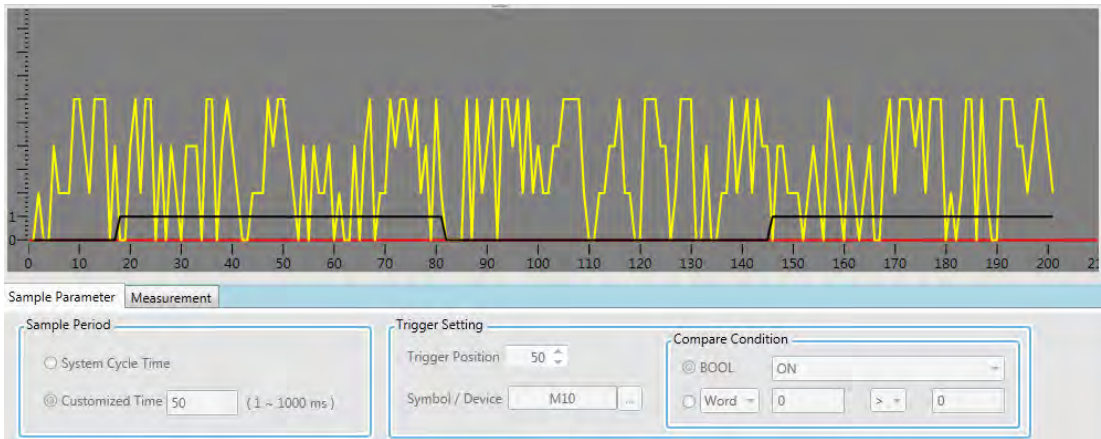 1
0
0 10 20 30 40 50 60 70 80 90 100 110 120 130 140 150 160 170 180 190 200
Sample Parameter Measurement
Sample Period
System Cycle Time
Customized Time 50 ( 1 ~ 1000 ms )
Trigger Setting
Trigger Position 50
Symbol / Device M10 ...
Compare Condition
BOOL ON
Word 0 > 0